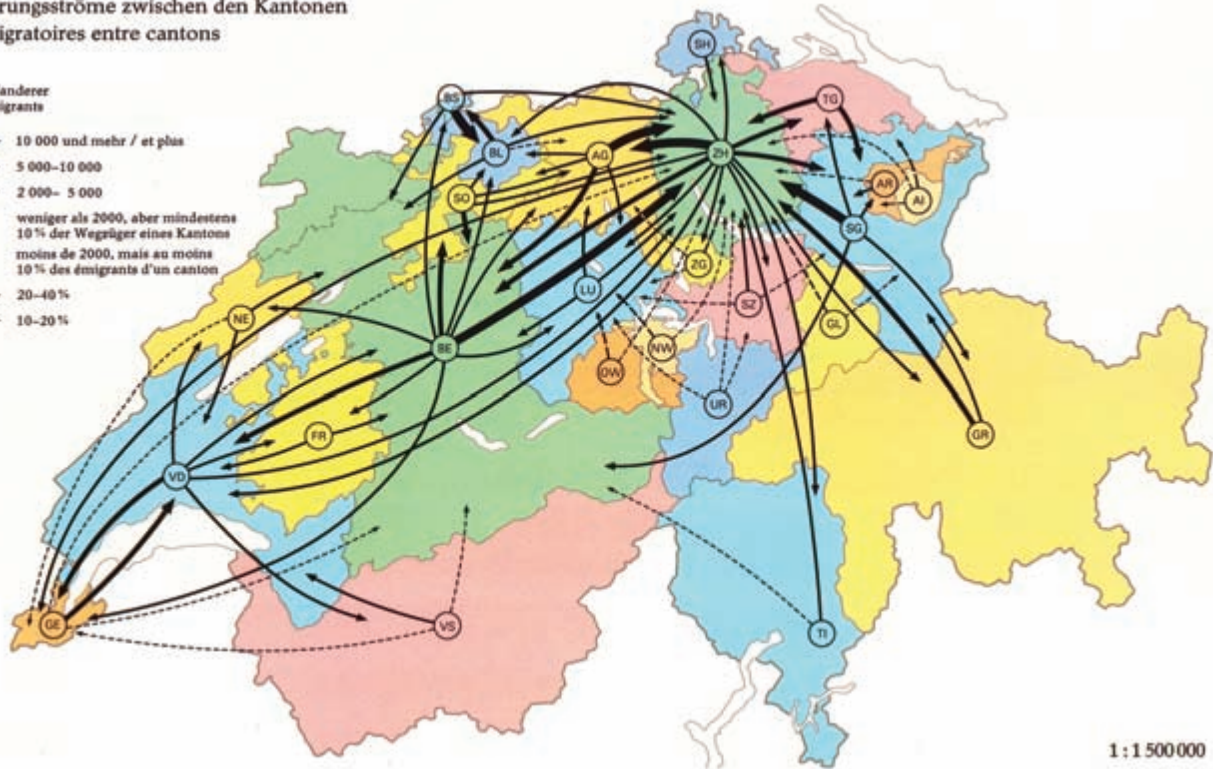 rungsströme zwischen den Kantonen
igratoires entre cantons
anderer
igrants
10 000 und mehr / et plus
5 000–10 000
2 000– 5 000
weniger als 2000, aber mindestens
10% der Wegzüger eines Kantons
moins de 2000, mais au moins
10% des émigrants d'un canton
20–40%
10–20%
SH
BS
TG
BL
AG
ZH
AR
AI
SO
SG
ZG
LU
SZ
NE
GL
BE
NW
OW
UR
FR
GR
VD
GE
VS
TI
1:1 500 000